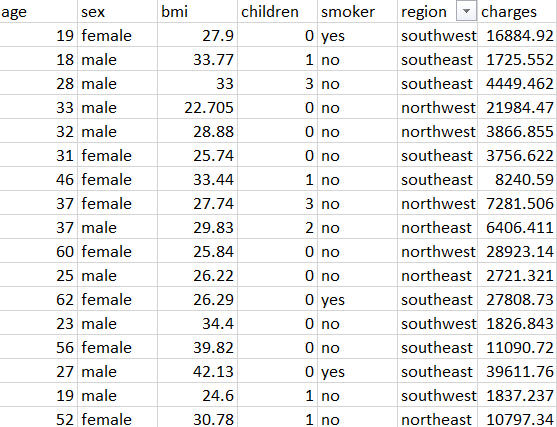 age sex bmi children smoker region charges
19 female 27.9 0 yes southwest 16884.92
18 male 33.77 1 no southeast 1725.552
28 male 33 3 no southeast 4449.462
33 male 22.705 0 no northwest 21984.47
32 male 28.88 0 no northwest 3866.855
31 female 25.74 0 no southeast 3756.622
46 female 33.44 1 no southeast 8240.59
37 female 27.74 3 no northwest 7281.506
37 male 29.83 2 no northeast 6406.411
60 female 25.84 0 no northwest 28923.14
25 male 26.22 0 no northeast 2721.321
62 female 26.29 0 yes southeast 27808.73
23 male 34.4 0 no southwest 1826.843
56 female 39.82 0 no southeast 11090.72
27 male 42.13 0 yes southeast 39611.76
19 male 24.6 1 no southwest 1837.237
52 female 30.78 1 no northeast 10797.34